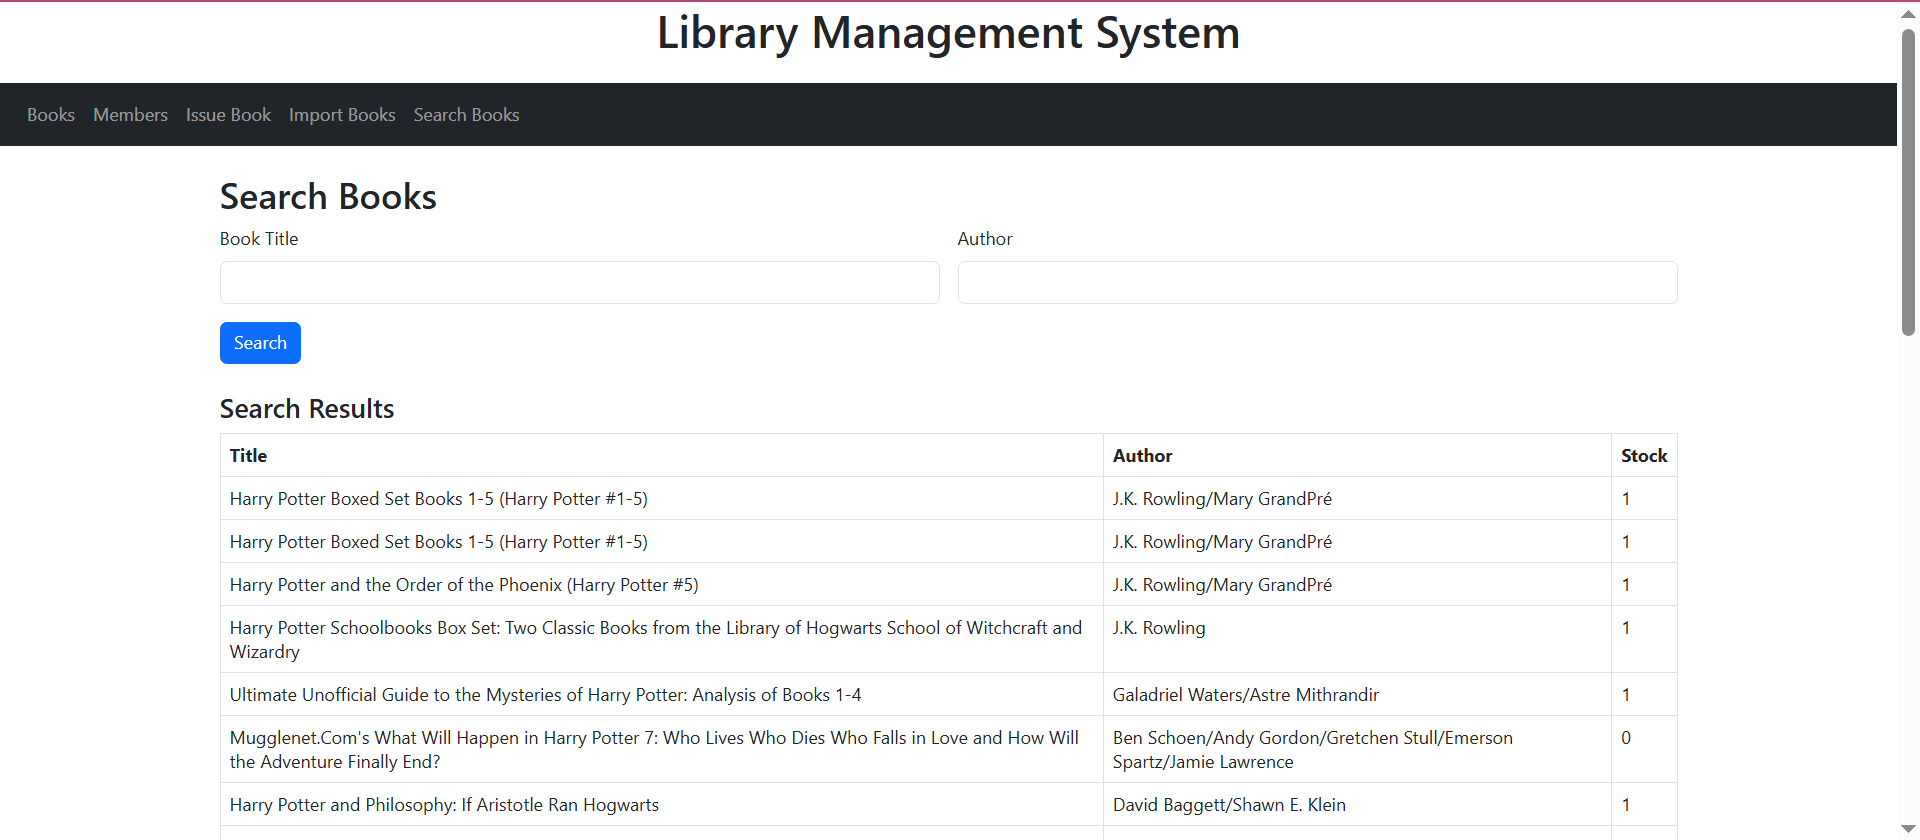 Library Management System
Books Members Issue Book Import Books Search Books
Search Books
Book Title Author
Search
Search Results
Title Author Stock
Harry Potter Boxed Set Books 1-5 (Harry Potter #1-5) J.K. Rowling/Mary GrandPré 1
Harry Potter Boxed Set Books 1-5 (Harry Potter #1-5) J.K. Rowling/Mary GrandPré 1
Harry Potter and the Order of the Phoenix (Harry Potter #5) J.K. Rowling/Mary GrandPré 1
Harry Potter Schoolbooks Box Set: Two Classic Books from the Library of Hogwarts School of Witchcraft and J.K. Rowling 1
Wizardry
Ultimate Unofficial Guide to the Mysteries of Harry Potter: Analysis of Books 1-4 Galadriel Waters/Astre Mithrandir 1
Mugglenet.Com's What Will Happen in Harry Potter 7: Who Lives Who Dies Who Falls in Love and How Will Ben Schoen/Andy Gordon/Gretchen Stull/Emerson 0
the Adventure Finally End? Spartz/Jamie Lawrence
Harry Potter and Philosophy: If Aristotle Ran Hogwarts David Baggett/Shawn E. Klein 1